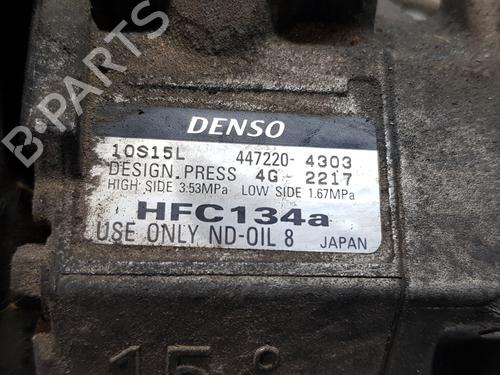 B-PARTS
DENSO
10S15L 447220-4303
DESIGN.PRESS 4G 2217
HIGH SIDE 3.53MPa LOW SIDE 1.67MPa
HFC134a
USE ONLY ND-OIL 8 JAPAN
15°